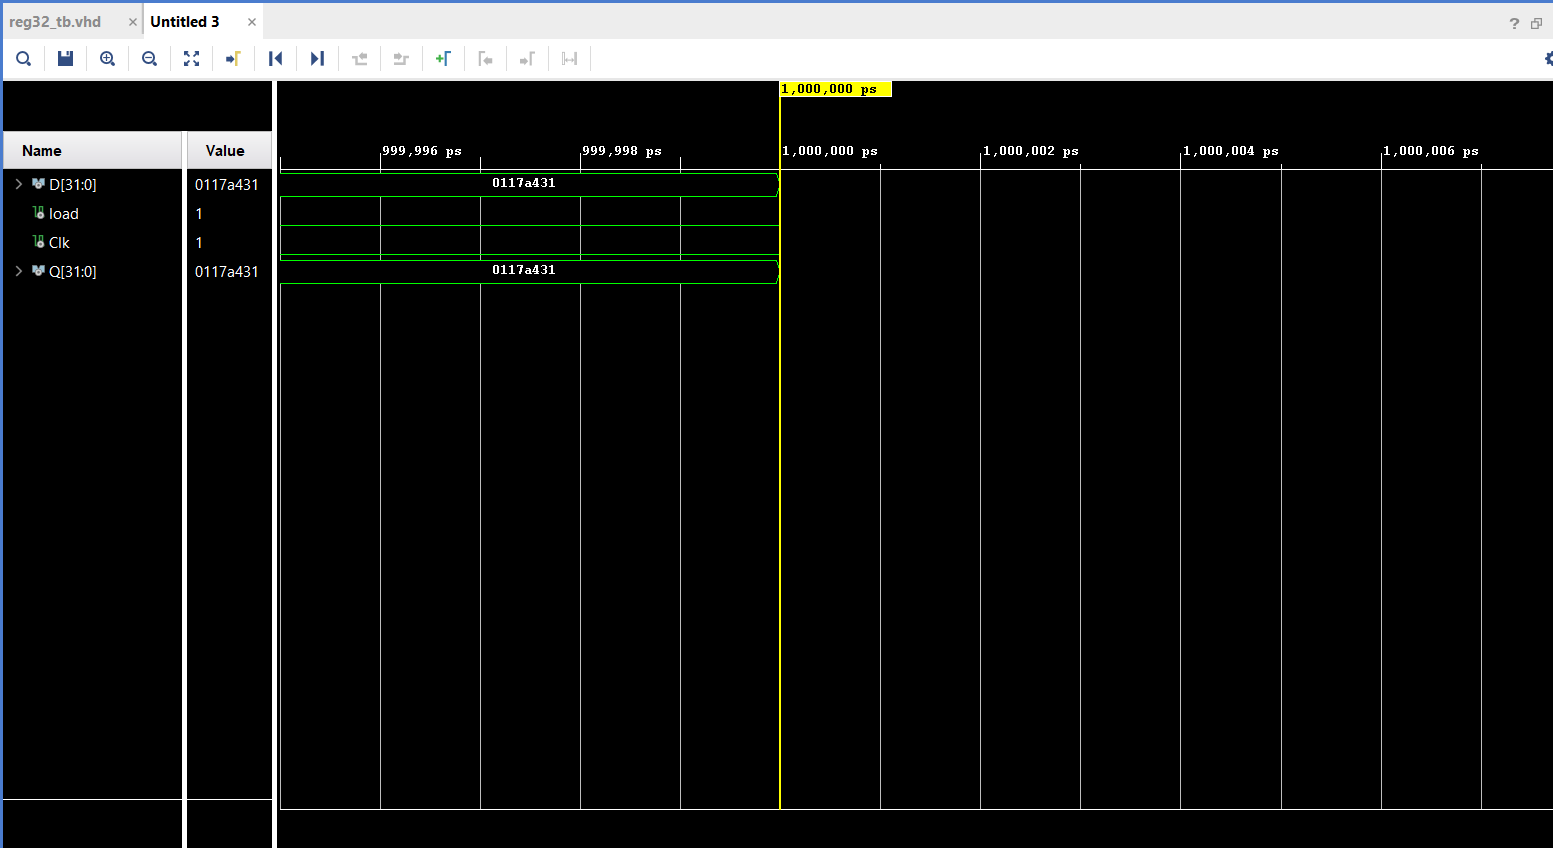 reg32_tb.vhd × Untitled 3 × ?
1,000,000 ps
Name Value 999,996 ps 999,998 ps 1,000,000 ps 1,000,002 ps 1,000,004 ps 1,000,006 ps
D[31:0] 0117a431 0117a431
load 1
Clk 1
Q[31:0] 0117a431 0117a431